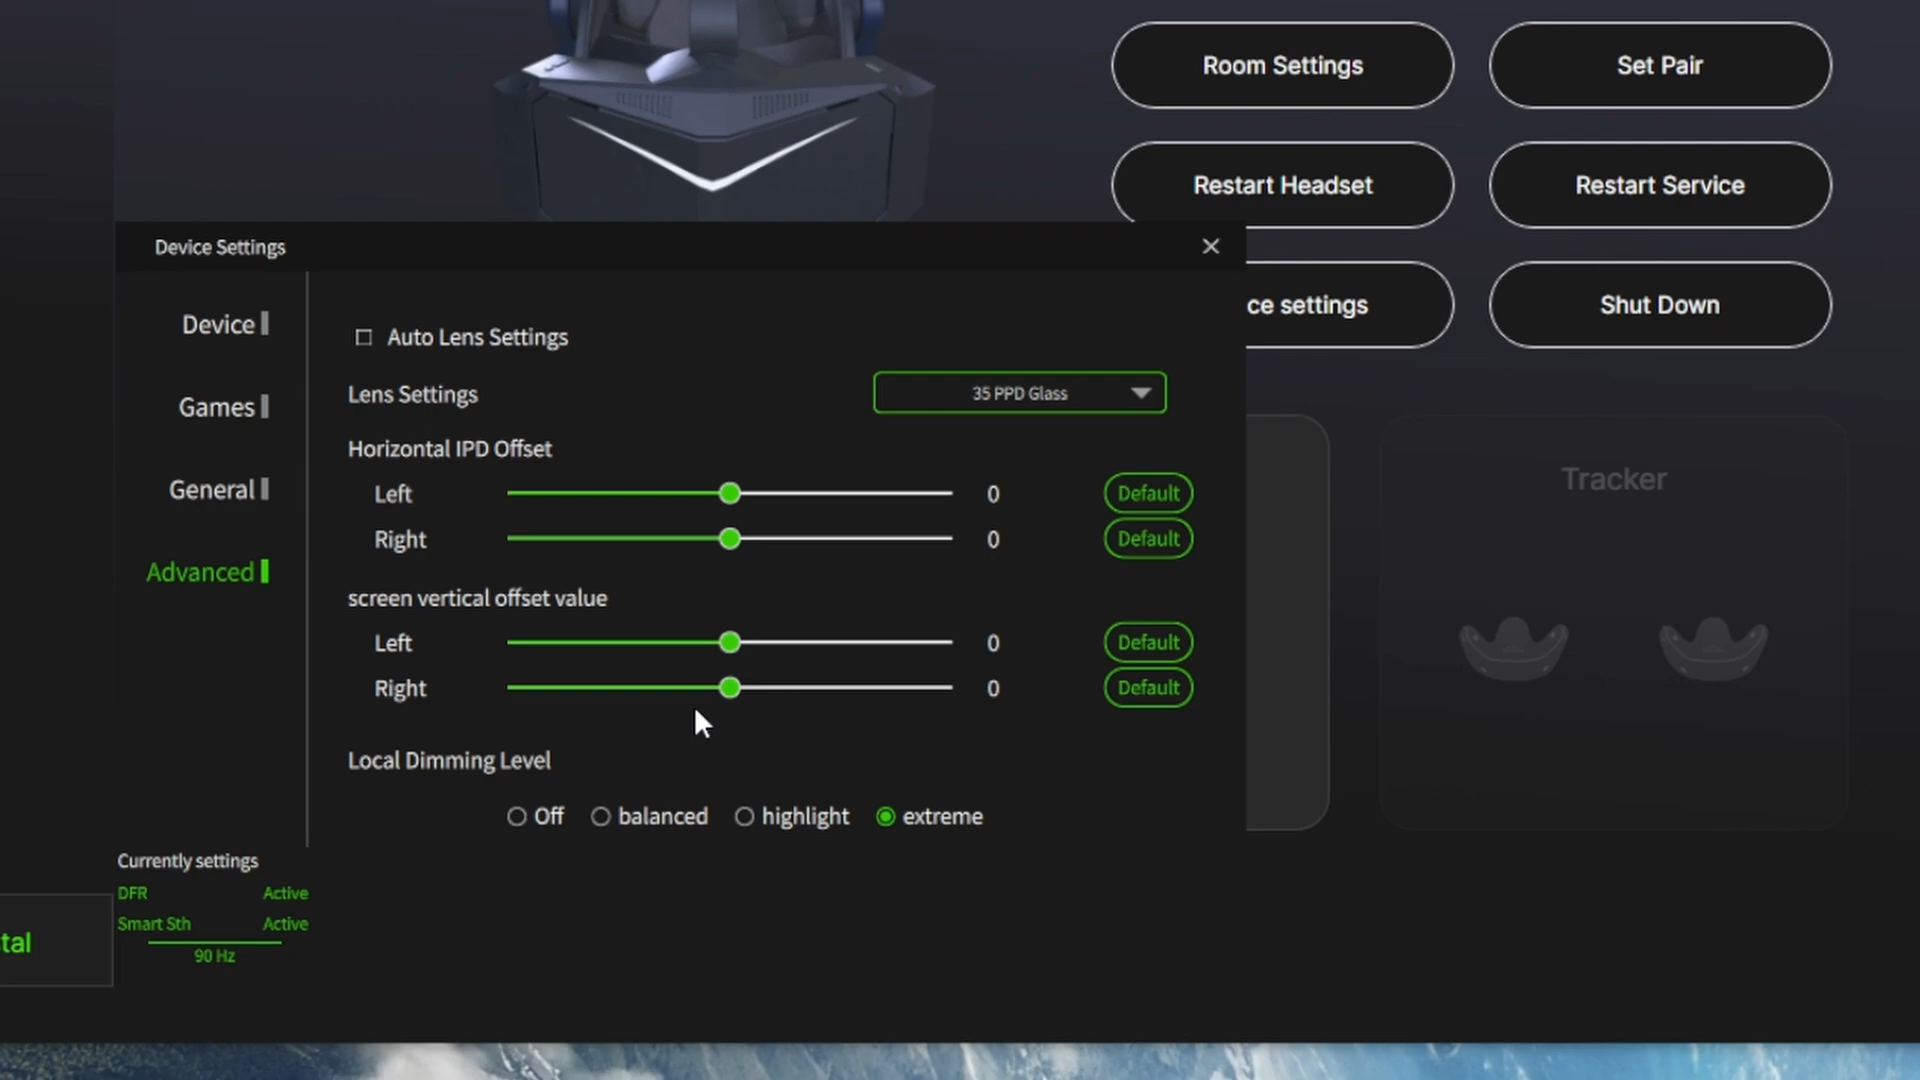 Room Settings
Set Pair
Restart Headset
Restart Service
Device Settings
ce settings
Shut Down
Device
Games
General
Advanced
Auto Lens Settings
Lens Settings
35 PPD Glass
Horizontal IPD Offset
Left 0 Default
Right 0 Default
screen vertical offset value
Left 0 Default
Right 0 Default
Local Dimming Level
Off balanced highlight extreme
Tracker
Currently settings
DFR Active
Smart Sth Active
90 Hz
tal